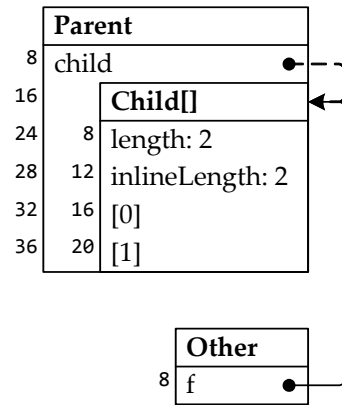 Parent
8 child
16 Child[]
24 8 length: 2
28 12 inlineLength: 2
32 16 [0]
36 20 [1]
Other
8 f